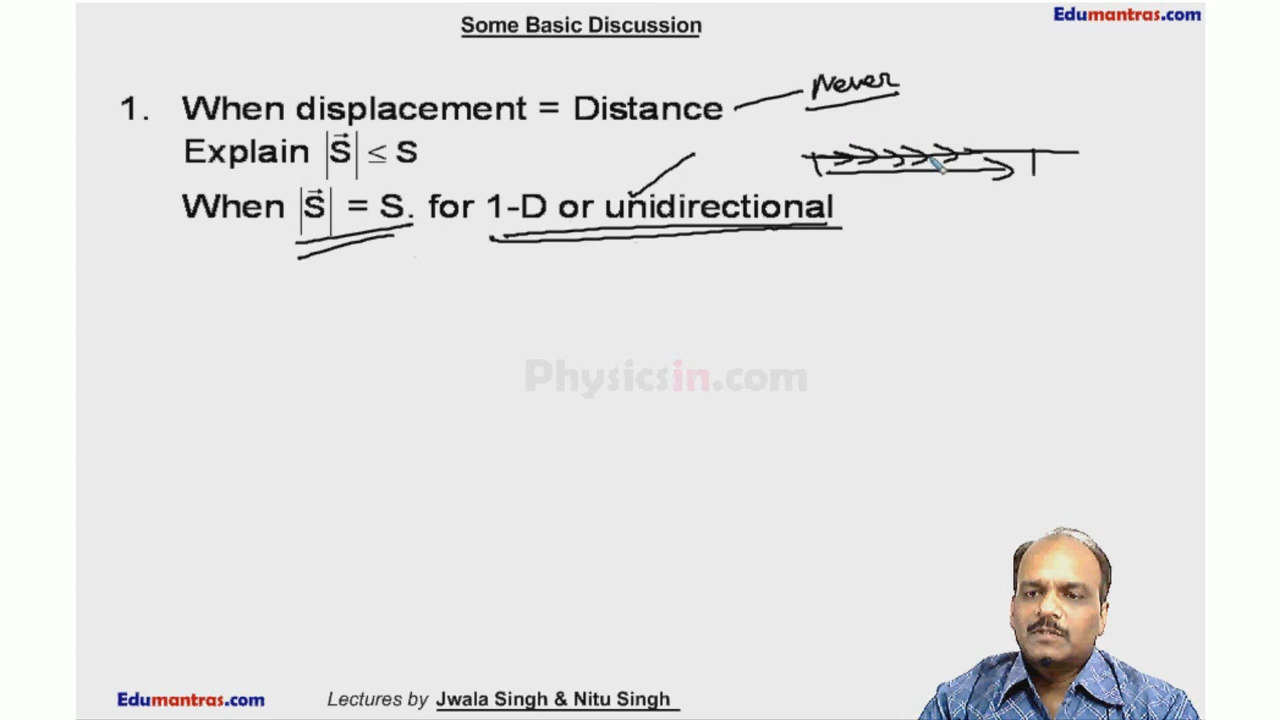 Some Basic Discussion
Edumantras.com
Never
1. When displacement = Distance
Explain |S⃗| ≤ S
When |S⃗| = S. for 1-D or unidirectional
Physicsin.com
Edumantras.com
Lectures by Jwala Singh & Nitu Singh